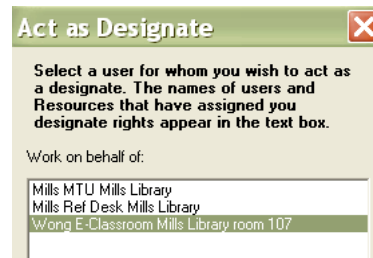 Act as Designate
Select a user for whom you wish to act as
a designate. The names of users and
Resources that have assigned you
designate rights appear in the text box.
Work on behalf of:
Mills MTU Mills Library
Mills Ref Desk Mills Library
Wong E-Classroom Mills Library room 107